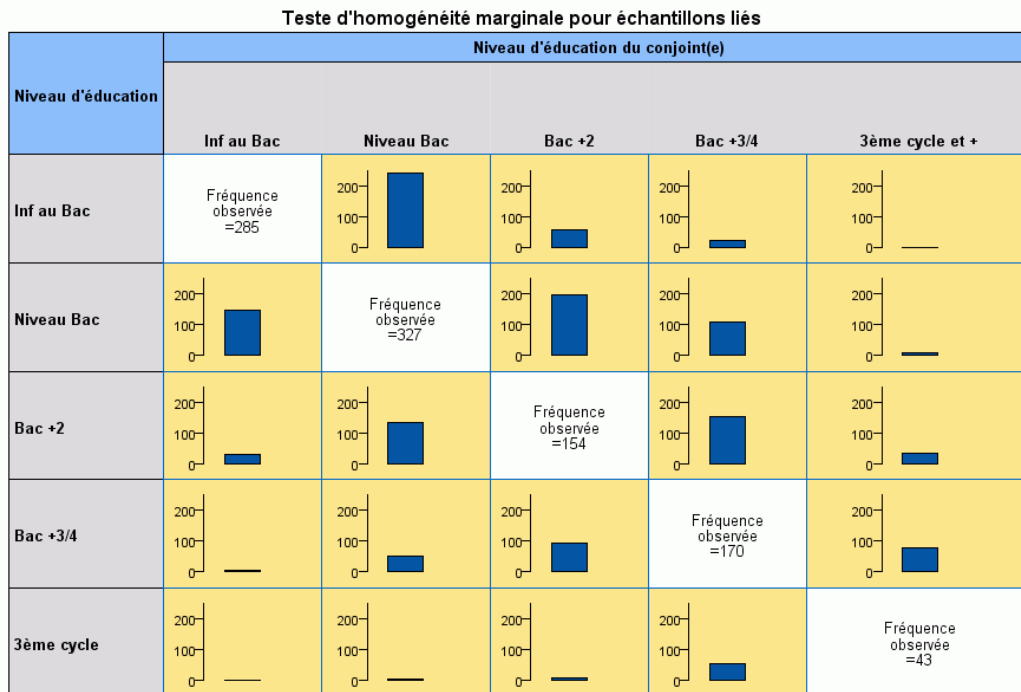 Teste d'homogénéité marginale pour échantillons liés
Niveau d'éducation du conjoint(e)
Niveau d'éducation
Inf au Bac
Niveau Bac
Bac +2
Bac +3/4
3ème cycle et +
Inf au Bac
Fréquence
observée
=285
200
100
0
200
100
0
200
100
0
200
100
0
Niveau Bac
200
100
0
Fréquence
observée
=327
200
100
0
200
100
0
200
100
0
Bac +2
200
100
0
200
100
0
Fréquence
observée
=154
200
100
0
200
100
0
Bac +3/4
200
100
0
200
100
0
200
100
0
Fréquence
observée
=170
200
100
0
3ème cycle
200
100
0
200
100
0
200
100
0
200
100
0
Fréquence
observée
=43